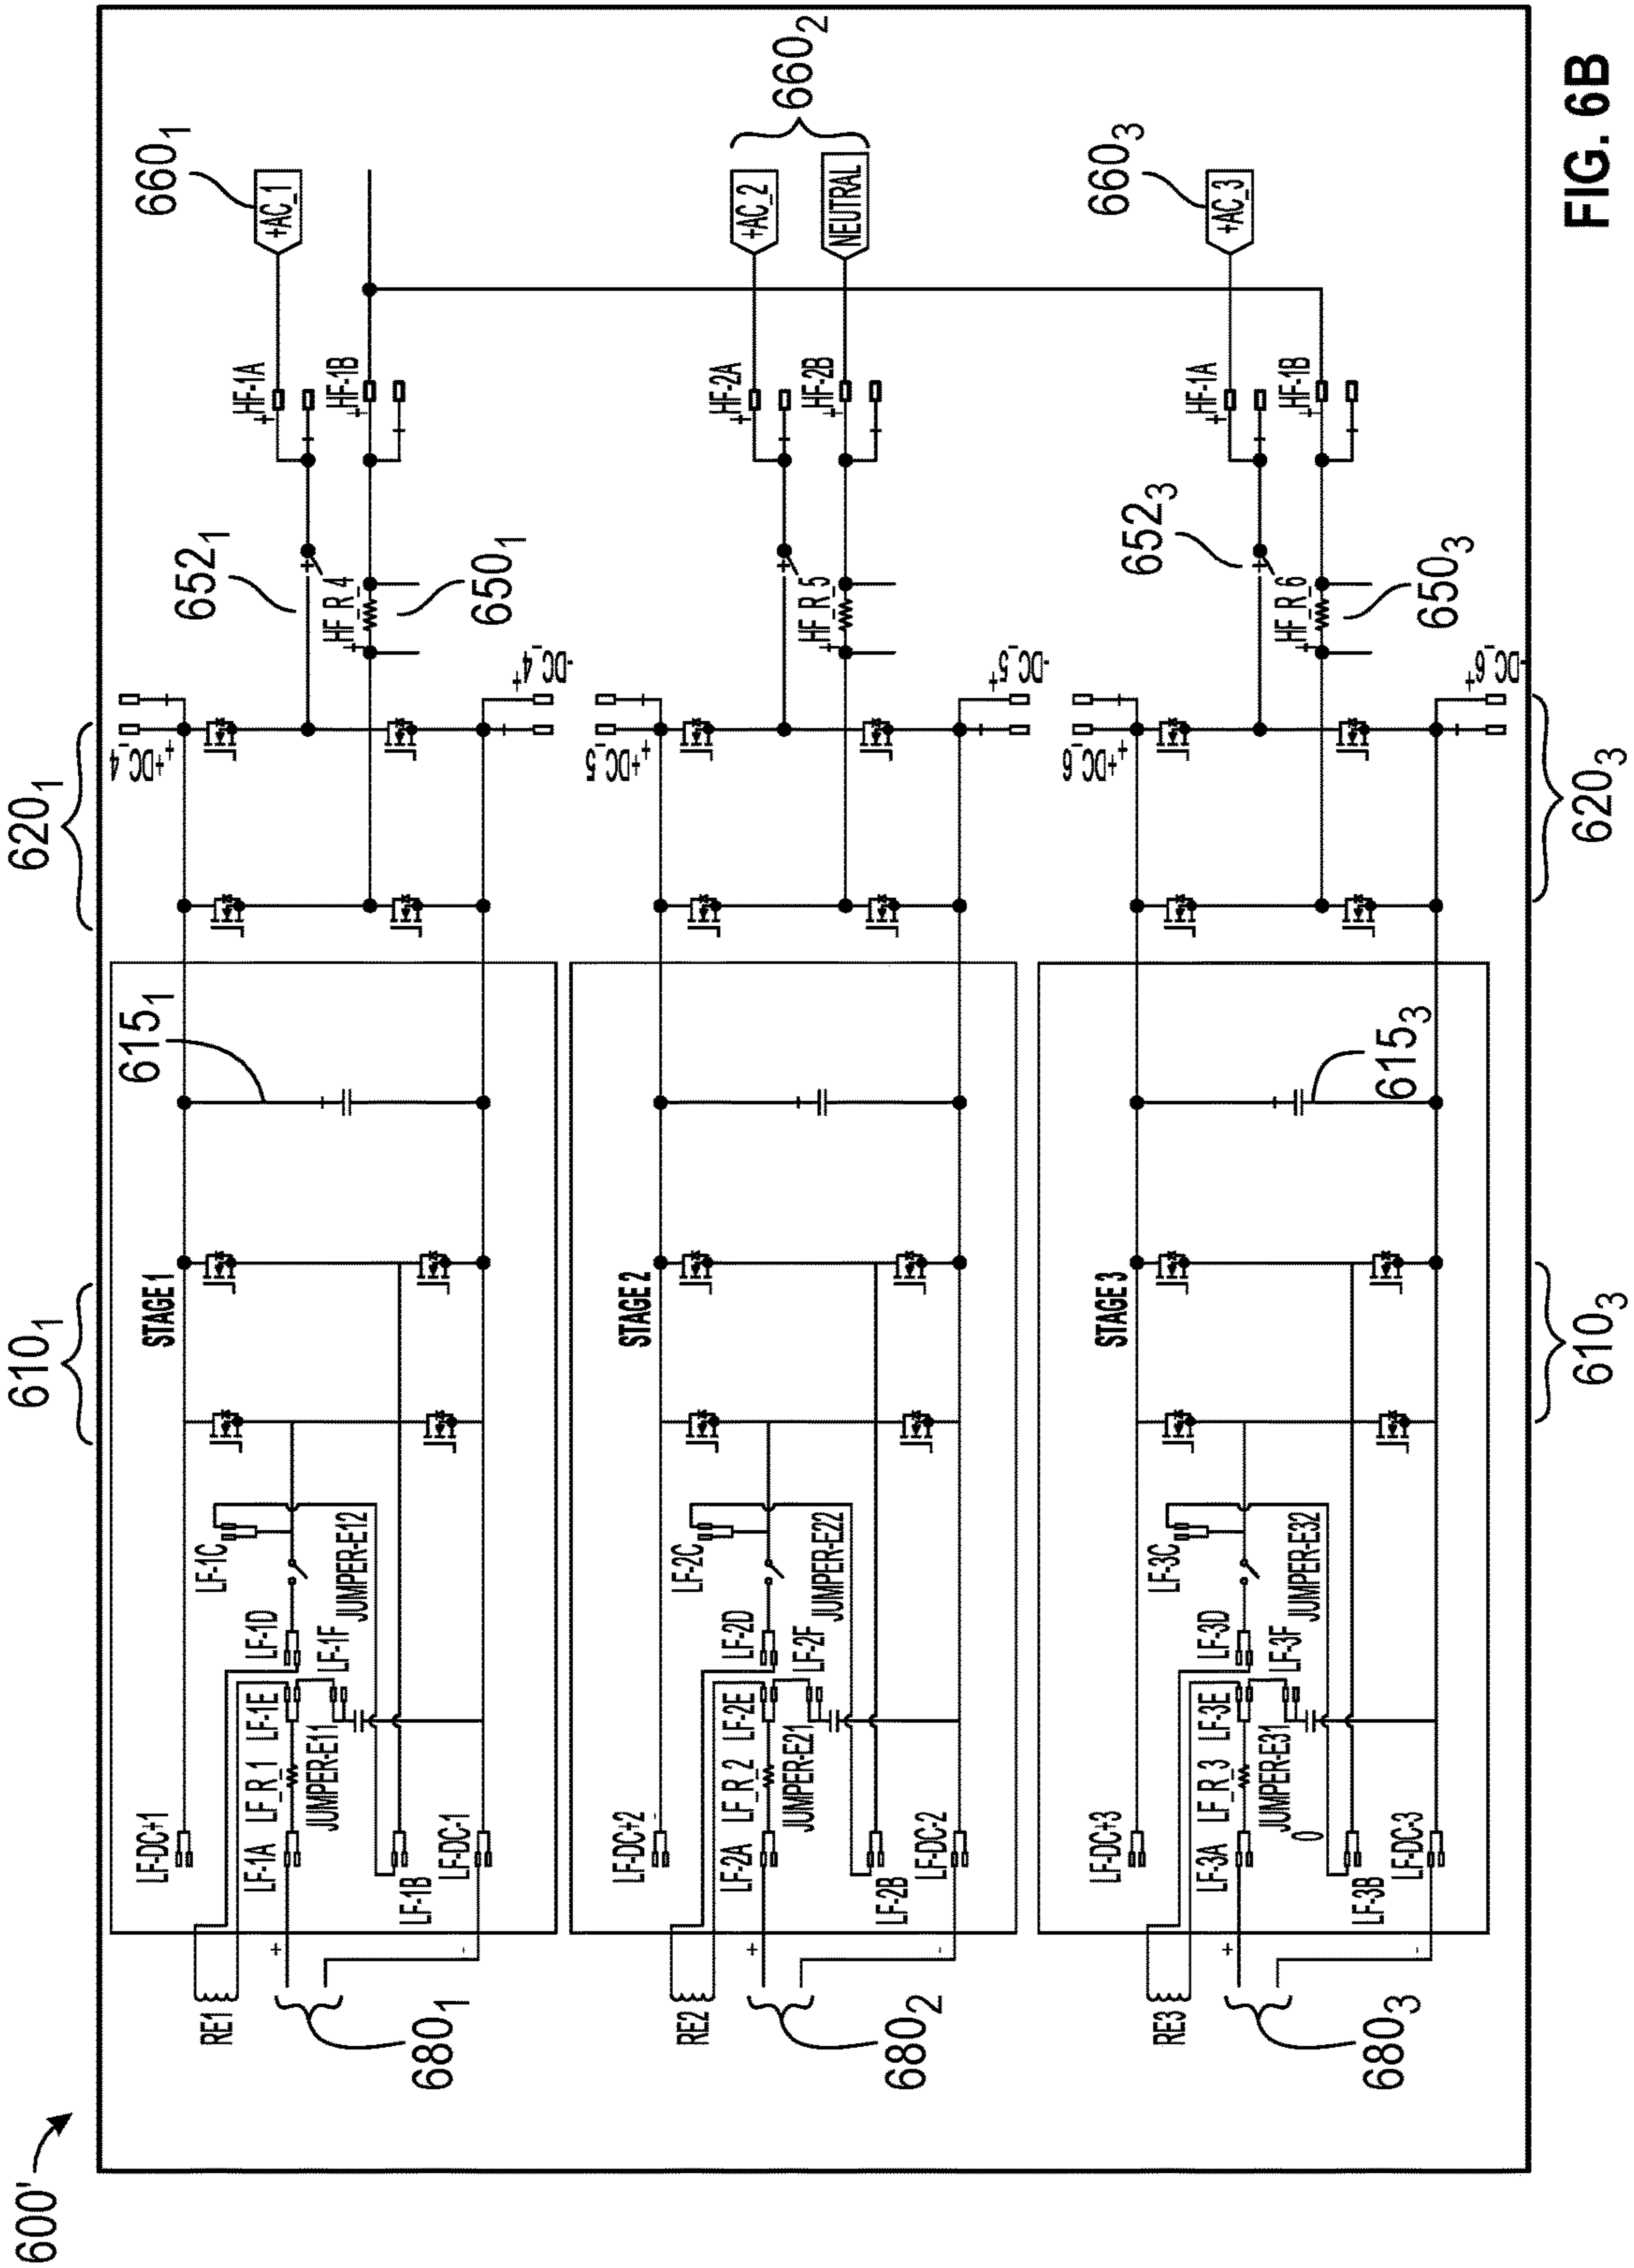 600'
610₁
620₁
STAGE 1
615₁
652₁
650₁
660₁
LF-DC+1
RE1
LF-1A
LF_R_1
LF-1E
LF-1D
LF-1C
JUMPER-E11
LF-1F
JUMPER-E12
LF-1B
LF-DC-1
+
-
680₁
+DC_4
-DC_4
HF_R_4
HF-1A
HF-1B
+AC_1
STAGE 2
LF-DC+2
RE2
LF-2A
LF_R_2
LF-2E
LF-2D
LF-2C
JUMPER-E21
LF-2F
JUMPER-E22
LF-2B
LF-DC-2
+
-
680₂
+DC_5
-DC_5
HF_R_5
HF-2A
HF-2B
+AC_2
NEUTRAL
660₂
STAGE 3
LF-DC+3
RE3
LF-3A
LF_R_3
LF-3E
LF-3D
LF-3C
JUMPER-E31
0
LF-3F
JUMPER-E32
LF-3B
LF-DC-3
+
-
680₃
615₃
+DC_6
-DC_6
HF_R_6
652₃
650₃
HF-1A
HF-1B
+AC_3
660₃
610₃
620₃
FIG. 6B